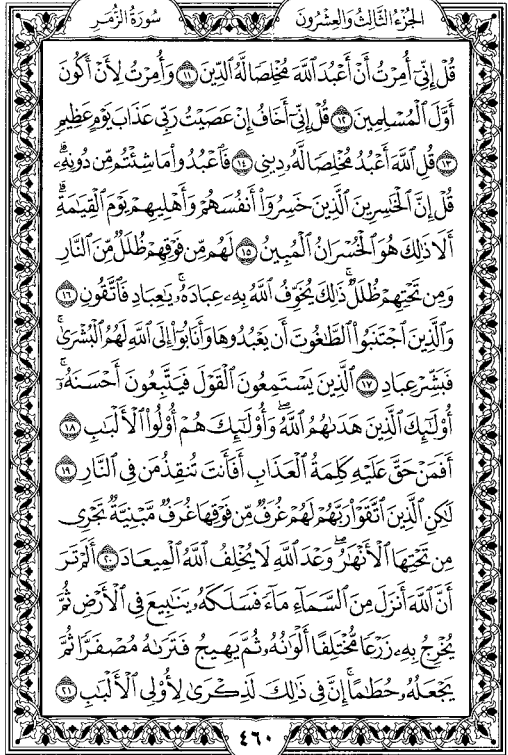 الجُزْءُ الثَّالِثُ وَالعِشْرُونَ
سُورَةُ الزُّمَرِ
قُلْ إِنِّىٓ أُمِرْتُ أَنْ أَعْبُدَ ٱللَّهَ مُخْلِصًا لَّهُ ٱلدِّينَ ١١ وَأُمِرْتُ لِأَنْ أَكُونَ
أَوَّلَ ٱلْمُسْلِمِينَ ١٢ قُلْ إِنِّىٓ أَخَافُ إِنْ عَصَيْتُ رَبِّى عَذَابَ يَوْمٍ عَظِيمٍ
١٣ قُلِ ٱللَّهَ أَعْبُدُ مُخْلِصًا لَّهُۥ دِينِى ١٤ فَٱعْبُدُوا۟ مَا شِئْتُم مِّن دُونِهِۦۗ
قُلْ إِنَّ ٱلْخَٰسِرِينَ ٱلَّذِينَ خَسِرُوٓا۟ أَنفُسَهُمْ وَأَهْلِيهِمْ يَوْمَ ٱلْقِيَٰمَةِۗ
أَلَا ذَٰلِكَ هُوَ ٱلْخُسْرَانُ ٱلْمُبِينُ ١٥ لَهُم مِّن فَوْقِهِمْ ظُلَلٌ مِّنَ ٱلنَّارِ
وَمِن تَحْتِهِمْ ظُلَلٌۚ ذَٰلِكَ يُخَوِّفُ ٱللَّهُ بِهِۦ عِبَادَهُۥۚ يَٰعِبَادِ فَٱتَّقُونِ ١٦
وَٱلَّذِينَ ٱجْتَنَبُوا۟ ٱلطَّٰغُوتَ أَن يَعْبُدُوهَا وَأَنَابُوٓا۟ إِلَى ٱللَّهِ لَهُمُ ٱلْبُشْرَىٰۚ
فَبَشِّرْ عِبَادِ ١٧ ٱلَّذِينَ يَسْتَمِعُونَ ٱلْقَوْلَ فَيَتَّبِعُونَ أَحْسَنَهُۥٓۚ
أُو۟لَٰٓئِكَ ٱلَّذِينَ هَدَىٰهُمُ ٱللَّهُۖ وَأُو۟لَٰٓئِكَ هُمْ أُو۟لُوا۟ ٱلْأَلْبَٰبِ ١٨
أَفَمَنْ حَقَّ عَلَيْهِ كَلِمَةُ ٱلْعَذَابِ أَفَأَنتَ تُنقِذُ مَن فِى ٱلنَّارِ ١٩
لَٰكِنِ ٱلَّذِينَ ٱتَّقَوْا۟ رَبَّهُمْ لَهُمْ غُرَفٌ مِّن فَوْقِهَا غُرَفٌ مَّبْنِيَّةٌ تَجْرِى
مِن تَحْتِهَا ٱلْأَنْهَٰرُۖ وَعْدَ ٱللَّهِ لَا يُخْلِفُ ٱللَّهُ ٱلْمِيعَادَ ٢٠ أَلَمْ تَرَ
أَنَّ ٱللَّهَ أَنزَلَ مِنَ ٱلسَّمَآءِ مَآءً فَسَلَكَهُۥ يَنَٰبِيعَ فِى ٱلْأَرْضِ ثُمَّ
يُخْرِجُ بِهِۦ زَرْعًا مُّخْتَلِفًا أَلْوَٰنُهُۥ ثُمَّ يَهِيجُ فَتَرَىٰهُ مُصْفَرًّا ثُمَّ
يَجْعَلُهُۥ حُطَٰمًاۚ إِنَّ فِى ذَٰلِكَ لَذِكْرَىٰ لِأُو۟لِى ٱلْأَلْبَٰبِ ٢١
٤٦٠